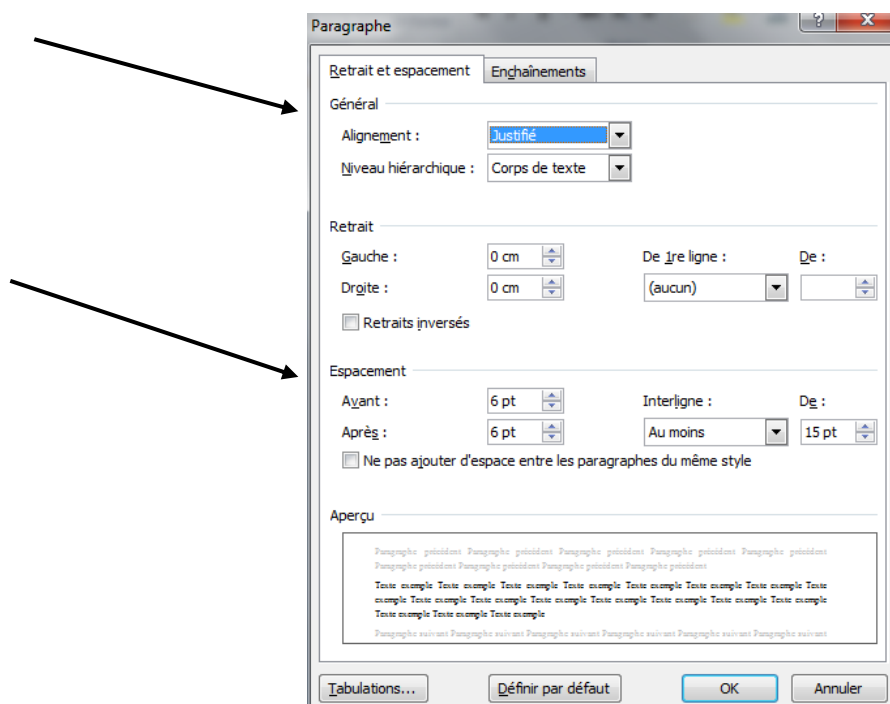 Paragraphe
Retrait et espacement Enchaînements
Général
Alignement : Justifié
Niveau hiérarchique : Corps de texte
Retrait
Gauche : 0 cm De 1re ligne : De :
Droite : 0 cm (aucun)
Retraits inversés
Espacement
Avant : 6 pt Interligne : De :
Après : 6 pt Au moins 15 pt
Ne pas ajouter d'espace entre les paragraphes du même style
Aperçu
Paragraphe précédent Paragraphe précédent Paragraphe précédent Paragraphe précédent Paragraphe précédent
Paragraphe précédent Paragraphe précédent Paragraphe précédent Paragraphe précédent
Texte exemple Texte exemple Texte exemple Texte exemple Texte exemple Texte exemple Texte exemple Texte
exemple Texte exemple Texte exemple Texte exemple Texte exemple Texte exemple Texte exemple Texte exemple
Texte exemple Texte exemple Texte exemple
Paragraphe suivant Paragraphe suivant Paragraphe suivant Paragraphe suivant Paragraphe suivant Paragraphe suivant
Tabulations... Définir par défaut OK Annuler